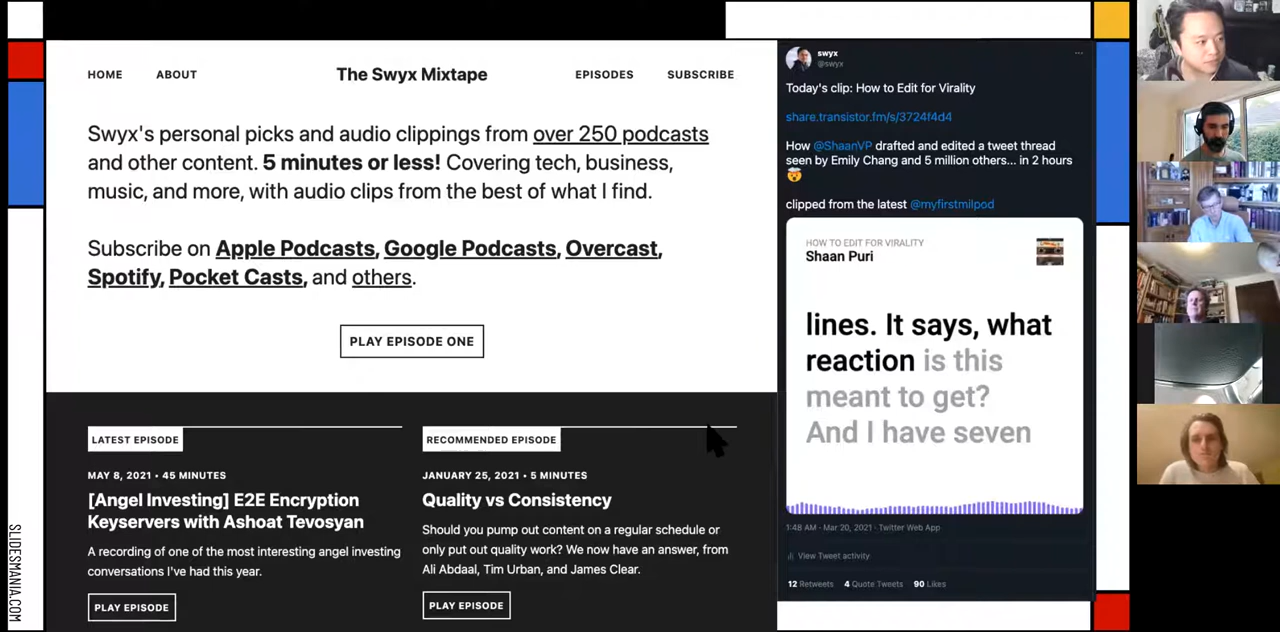 HOME ABOUT The Swyx Mixtape EPISODES SUBSCRIBE
Swyx's personal picks and audio clippings from over 250 podcasts
and other content. 5 minutes or less! Covering tech, business,
music, and more, with audio clips from the best of what I find.
Subscribe on Apple Podcasts, Google Podcasts, Overcast,
Spotify, Pocket Casts, and others.
PLAY EPISODE ONE
LATEST EPISODE
MAY 8, 2021 • 45 MINUTES
[Angel Investing] E2E Encryption
Keyservers with Ashoat Tevosyan
A recording of one of the most interesting angel investing
conversations I've had this year.
PLAY EPISODE
RECOMMENDED EPISODE
JANUARY 25, 2021 • 5 MINUTES
Quality vs Consistency
Should you pump out content on a regular schedule or
only put out quality work? We now have an answer, from
Ali Abdaal, Tim Urban, and James Clear.
PLAY EPISODE
swyx
@swyx
Today's clip: How to Edit for Virality
share.transistor.fm/s/3724f4d4
How @ShaanVP drafted and edited a tweet thread
seen by Emily Chang and 5 million others... in 2 hours
🤯
clipped from the latest @myfirstmilpod
HOW TO EDIT FOR VIRALITY
Shaan Puri
lines. It says, what
reaction is this
meant to get?
And I have seven
1:48 AM · Mar 20, 2021 · Twitter Web App
View Tweet activity
12 Retweets 4 Quote Tweets 90 Likes
SLIDESMANIA.COM